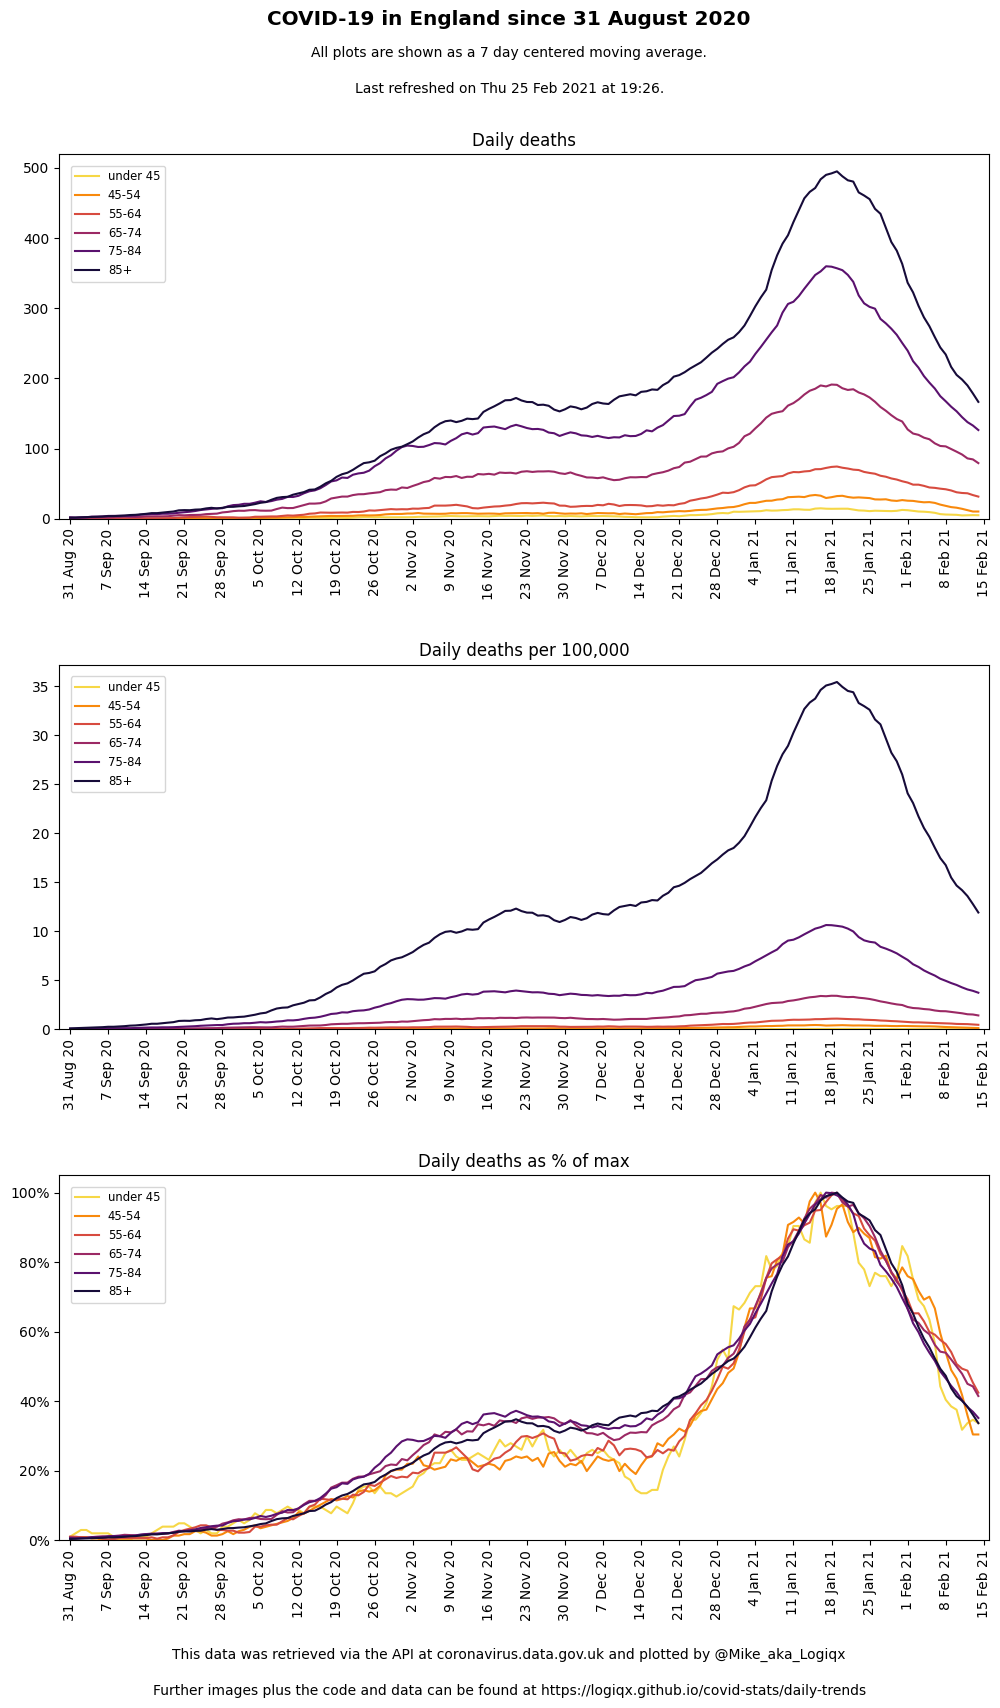 COVID-19 in England since 31 August 2020
All plots are shown as a 7 day centered moving average.
Last refreshed on Thu 25 Feb 2021 at 19:26.
Daily deaths
500
400
300
200
100
0
under 45
45-54
55-64
65-74
75-84
85+
31 Aug 20
7 Sep 20
14 Sep 20
21 Sep 20
28 Sep 20
5 Oct 20
12 Oct 20
19 Oct 20
26 Oct 20
2 Nov 20
9 Nov 20
16 Nov 20
23 Nov 20
30 Nov 20
7 Dec 20
14 Dec 20
21 Dec 20
28 Dec 20
4 Jan 21
11 Jan 21
18 Jan 21
25 Jan 21
1 Feb 21
8 Feb 21
15 Feb 21
Daily deaths per 100,000
35
30
25
20
15
10
5
0
under 45
45-54
55-64
65-74
75-84
85+
31 Aug 20
7 Sep 20
14 Sep 20
21 Sep 20
28 Sep 20
5 Oct 20
12 Oct 20
19 Oct 20
26 Oct 20
2 Nov 20
9 Nov 20
16 Nov 20
23 Nov 20
30 Nov 20
7 Dec 20
14 Dec 20
21 Dec 20
28 Dec 20
4 Jan 21
11 Jan 21
18 Jan 21
25 Jan 21
1 Feb 21
8 Feb 21
15 Feb 21
Daily deaths as % of max
100%
80%
60%
40%
20%
0%
under 45
45-54
55-64
65-74
75-84
85+
31 Aug 20
7 Sep 20
14 Sep 20
21 Sep 20
28 Sep 20
5 Oct 20
12 Oct 20
19 Oct 20
26 Oct 20
2 Nov 20
9 Nov 20
16 Nov 20
23 Nov 20
30 Nov 20
7 Dec 20
14 Dec 20
21 Dec 20
28 Dec 20
4 Jan 21
11 Jan 21
18 Jan 21
25 Jan 21
1 Feb 21
8 Feb 21
15 Feb 21
This data was retrieved via the API at coronavirus.data.gov.uk and plotted by @Mike_aka_Logiqx
Further images plus the code and data can be found at https://logiqx.github.io/covid-stats/daily-trends